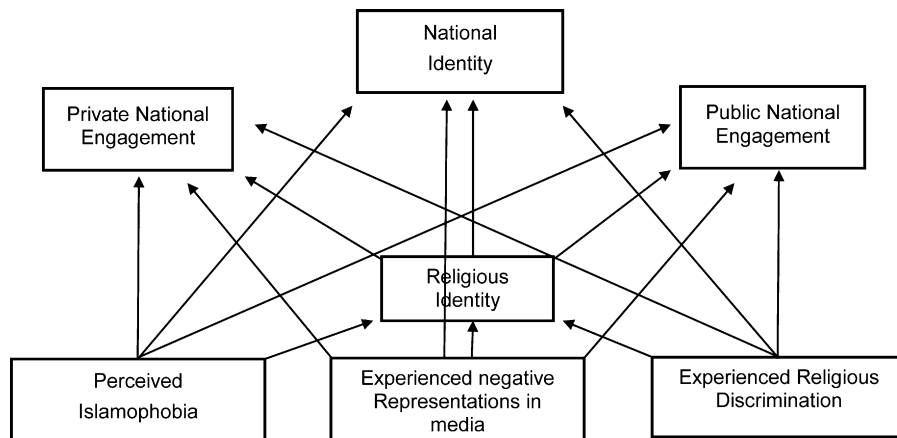 National
Identity
Private National
Engagement
Public National
Engagement
Religious
Identity
Perceived
Islamophobia
Experienced negative
Representations in
media
Experienced Religious
Discrimination